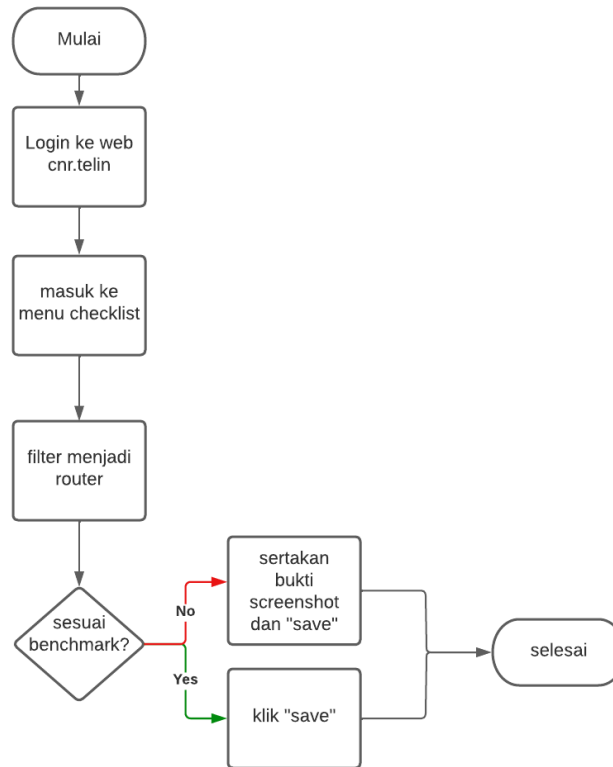 Mulai
Login ke web
cnr.telin
masuk ke
menu checklist
filter menjadi
router
sesuai
benchmark?
No
sertakan
bukti
screenshot
dan "save"
Yes
klik "save"
selesai